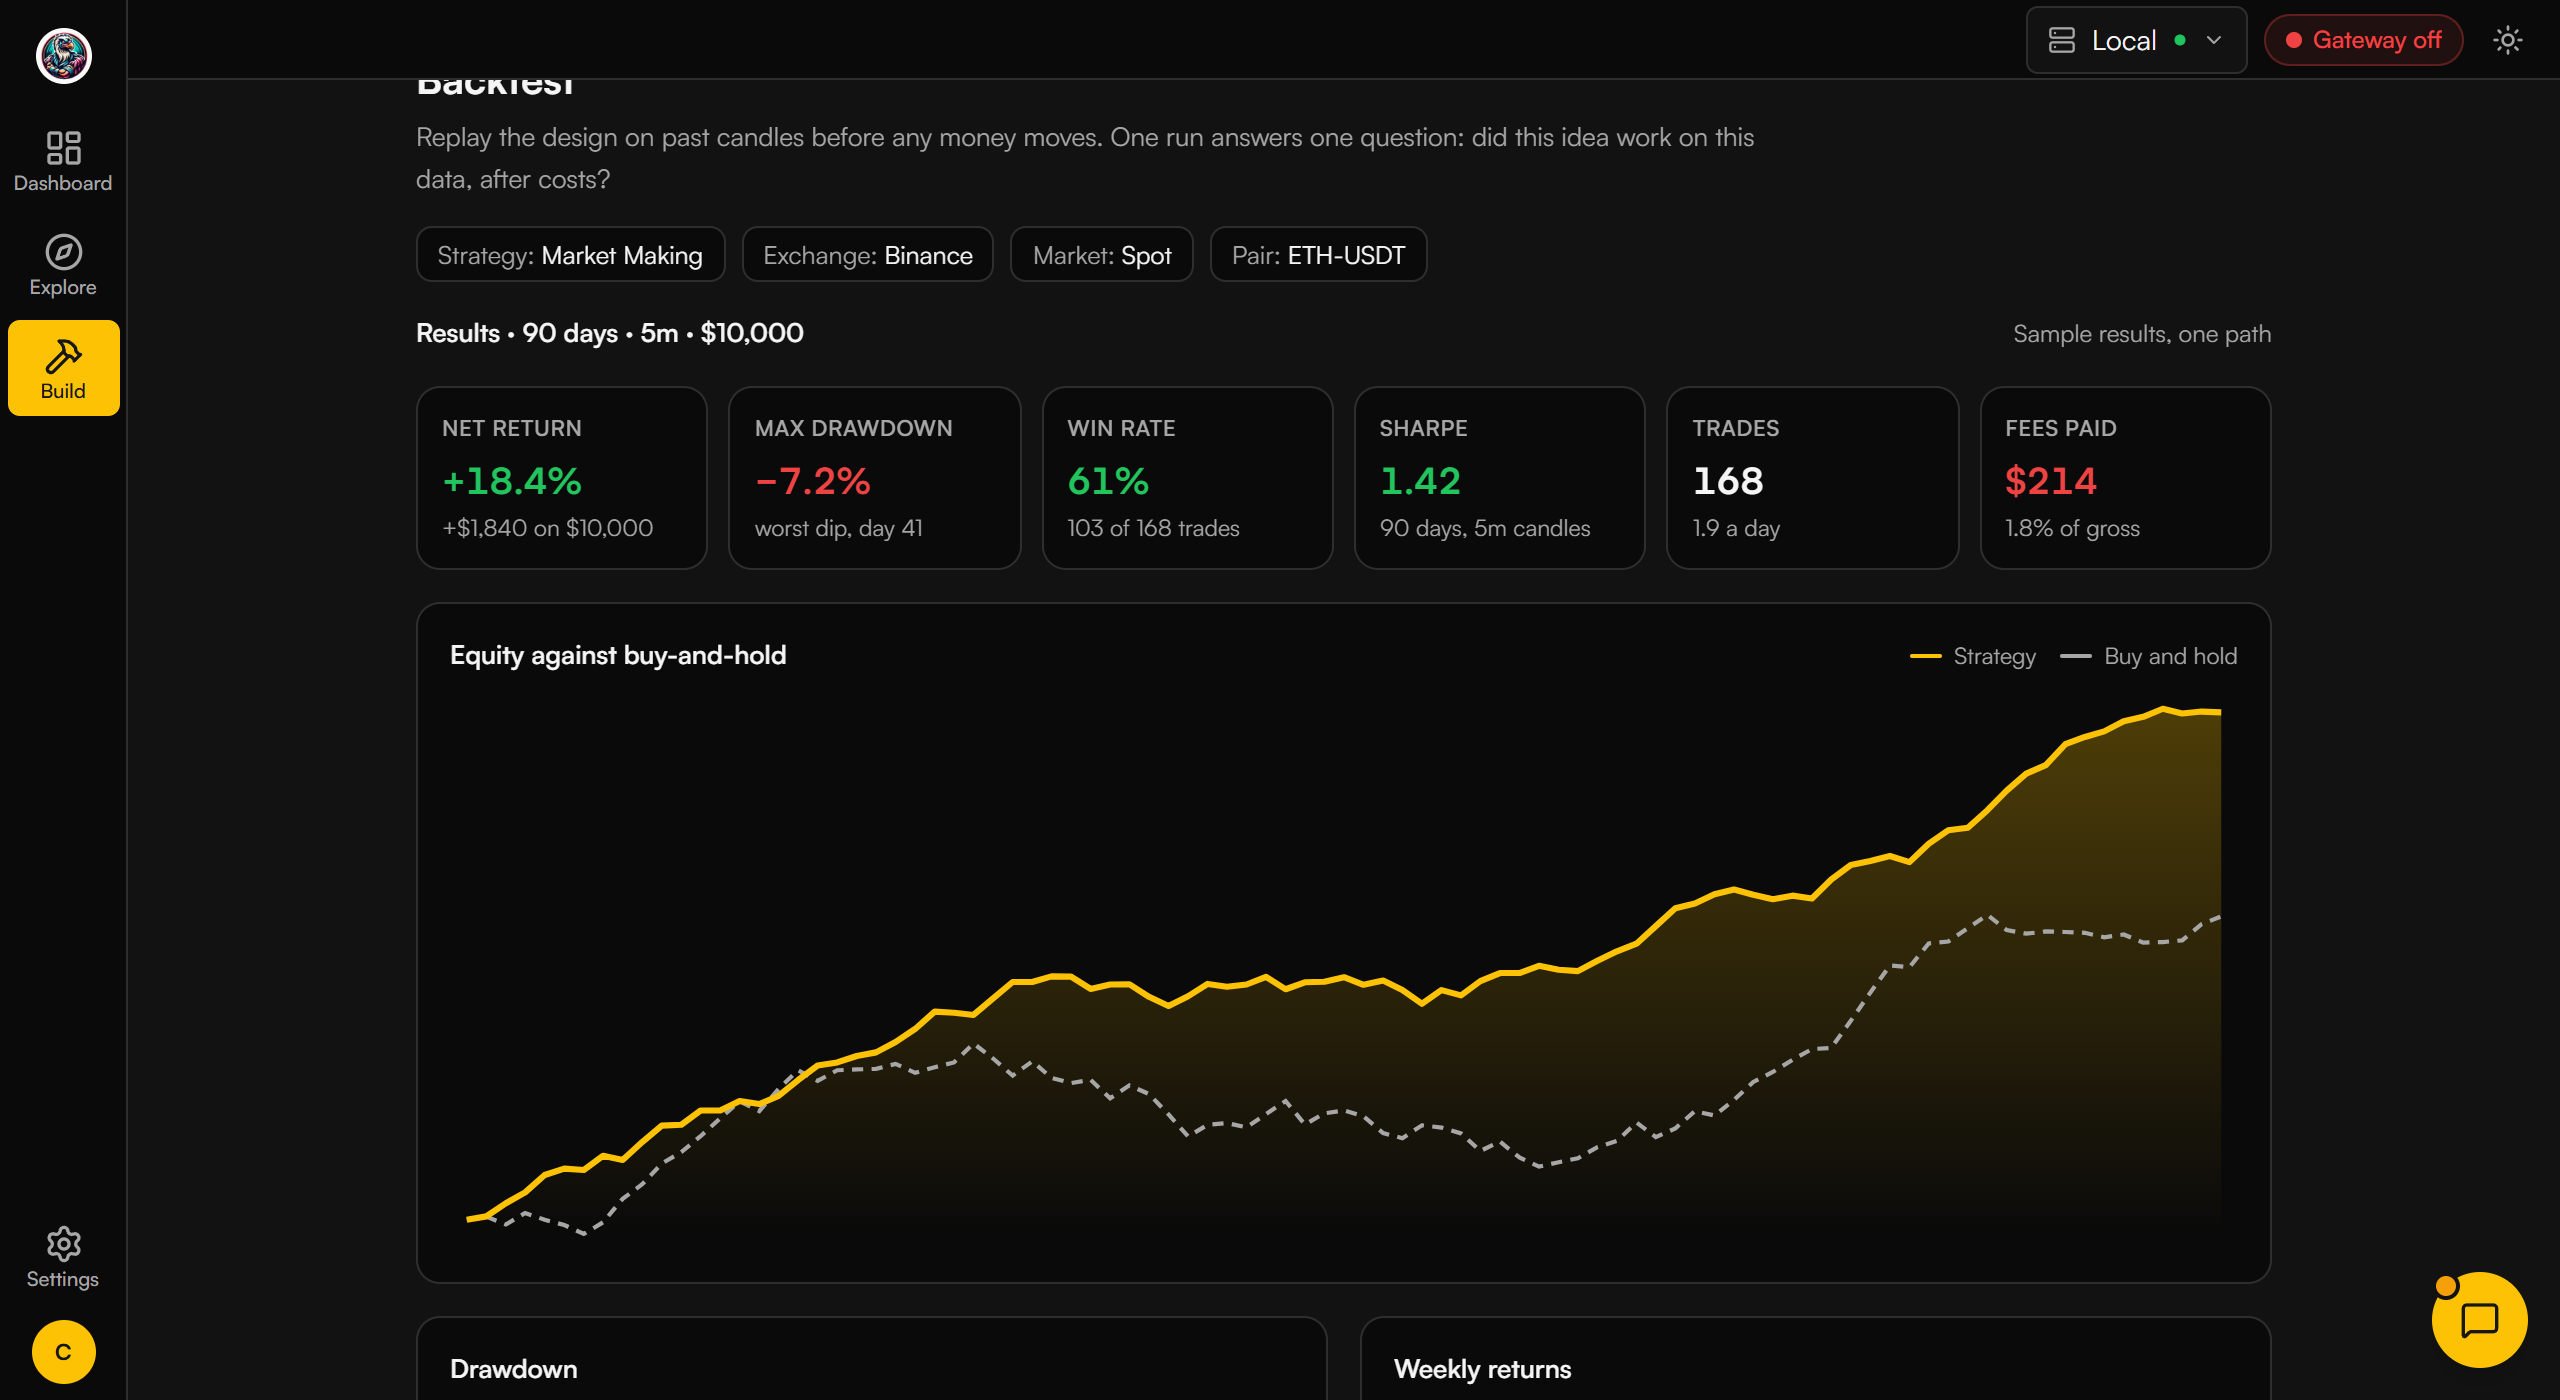 Local
Gateway off
Dashboard
Explore
Build
Settings
C
Backtest
Replay the design on past candles before any money moves. One run answers one question: did this idea work on this
data, after costs?
Strategy: Market Making
Exchange: Binance
Market: Spot
Pair: ETH-USDT
Results · 90 days · 5m · $10,000
Sample results, one path
NET RETURN
+18.4%
+$1,840 on $10,000
MAX DRAWDOWN
−7.2%
worst dip, day 41
WIN RATE
61%
103 of 168 trades
SHARPE
1.42
90 days, 5m candles
TRADES
168
1.9 a day
FEES PAID
$214
1.8% of gross
Equity against buy-and-hold
Strategy
Buy and hold
Drawdown
Weekly returns